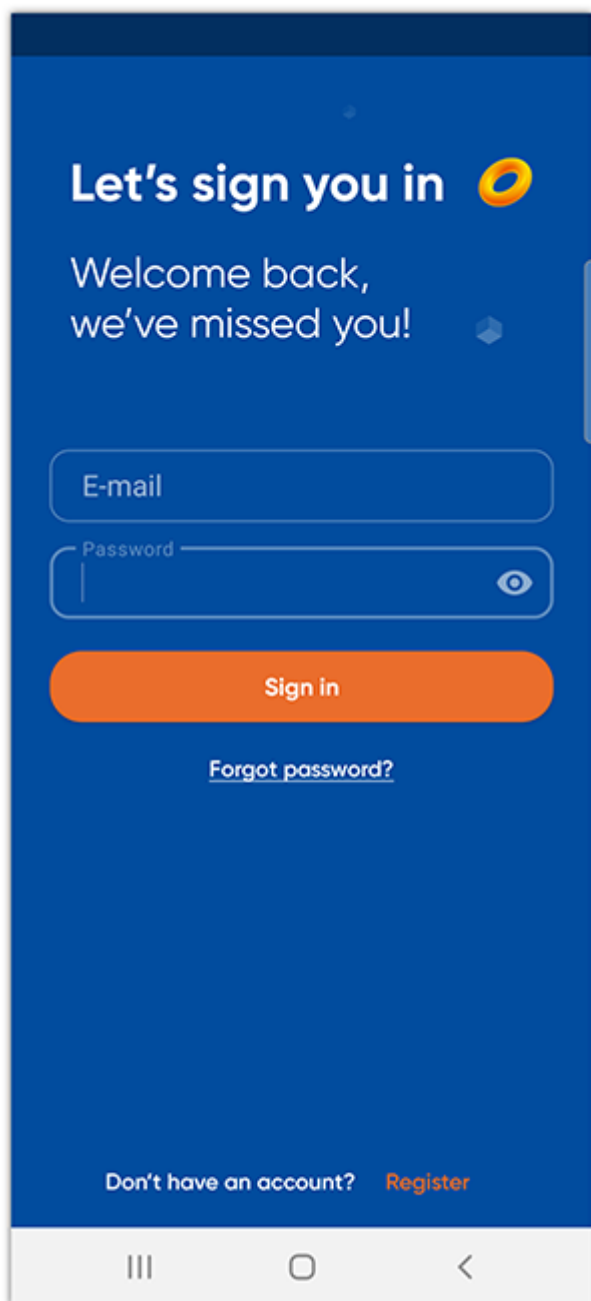 Let's sign you in
Welcome back,
we've missed you!
E-mail
Password
Sign in
Forgot password?
Don't have an account? Register